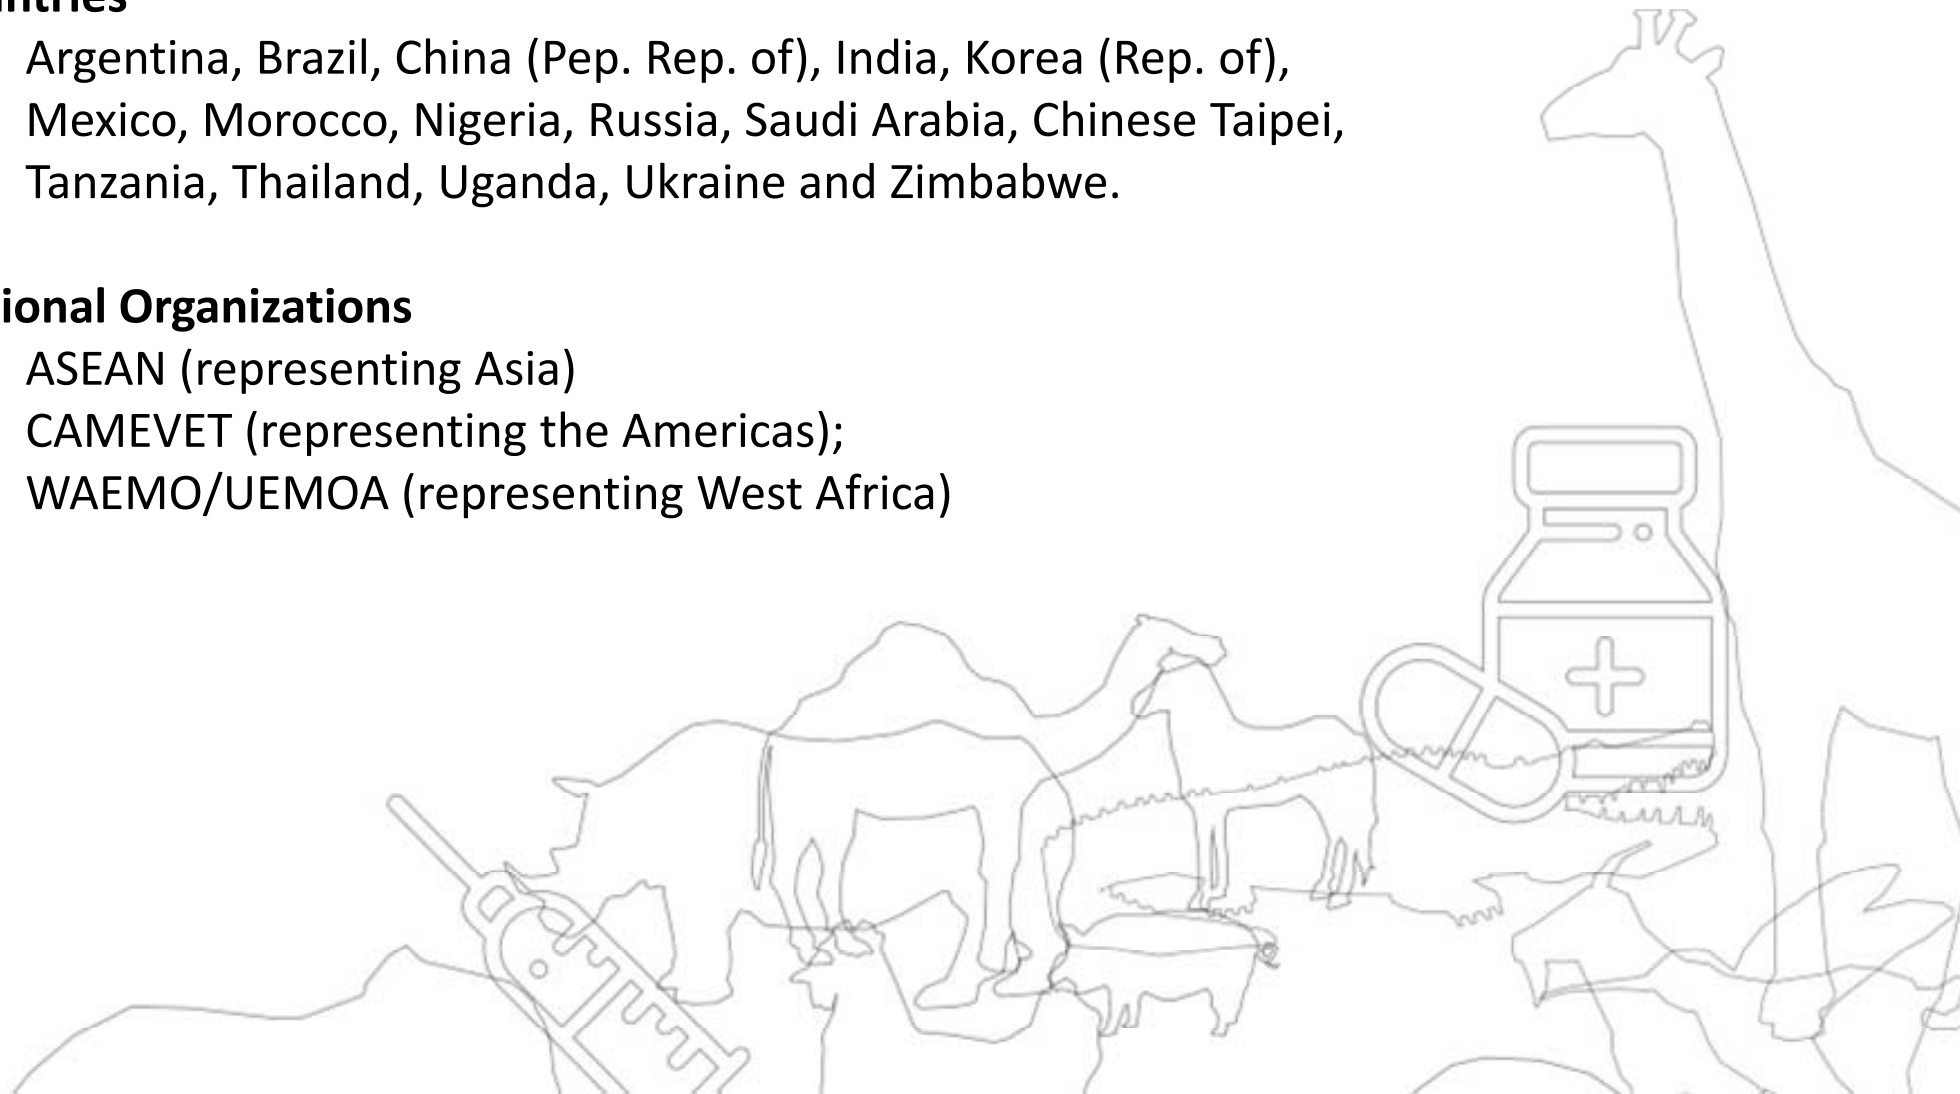 Argentina, Brazil, China (Pep. Rep. of), India, Korea (Rep. of),
Mexico, Morocco, Nigeria, Russia, Saudi Arabia, Chinese Taipei,
Tanzania, Thailand, Uganda, Ukraine and Zimbabwe.
ional Organizations
ASEAN (representing Asia)
CAMEVET (representing the Americas);
WAEMO/UEMOA (representing West Africa)